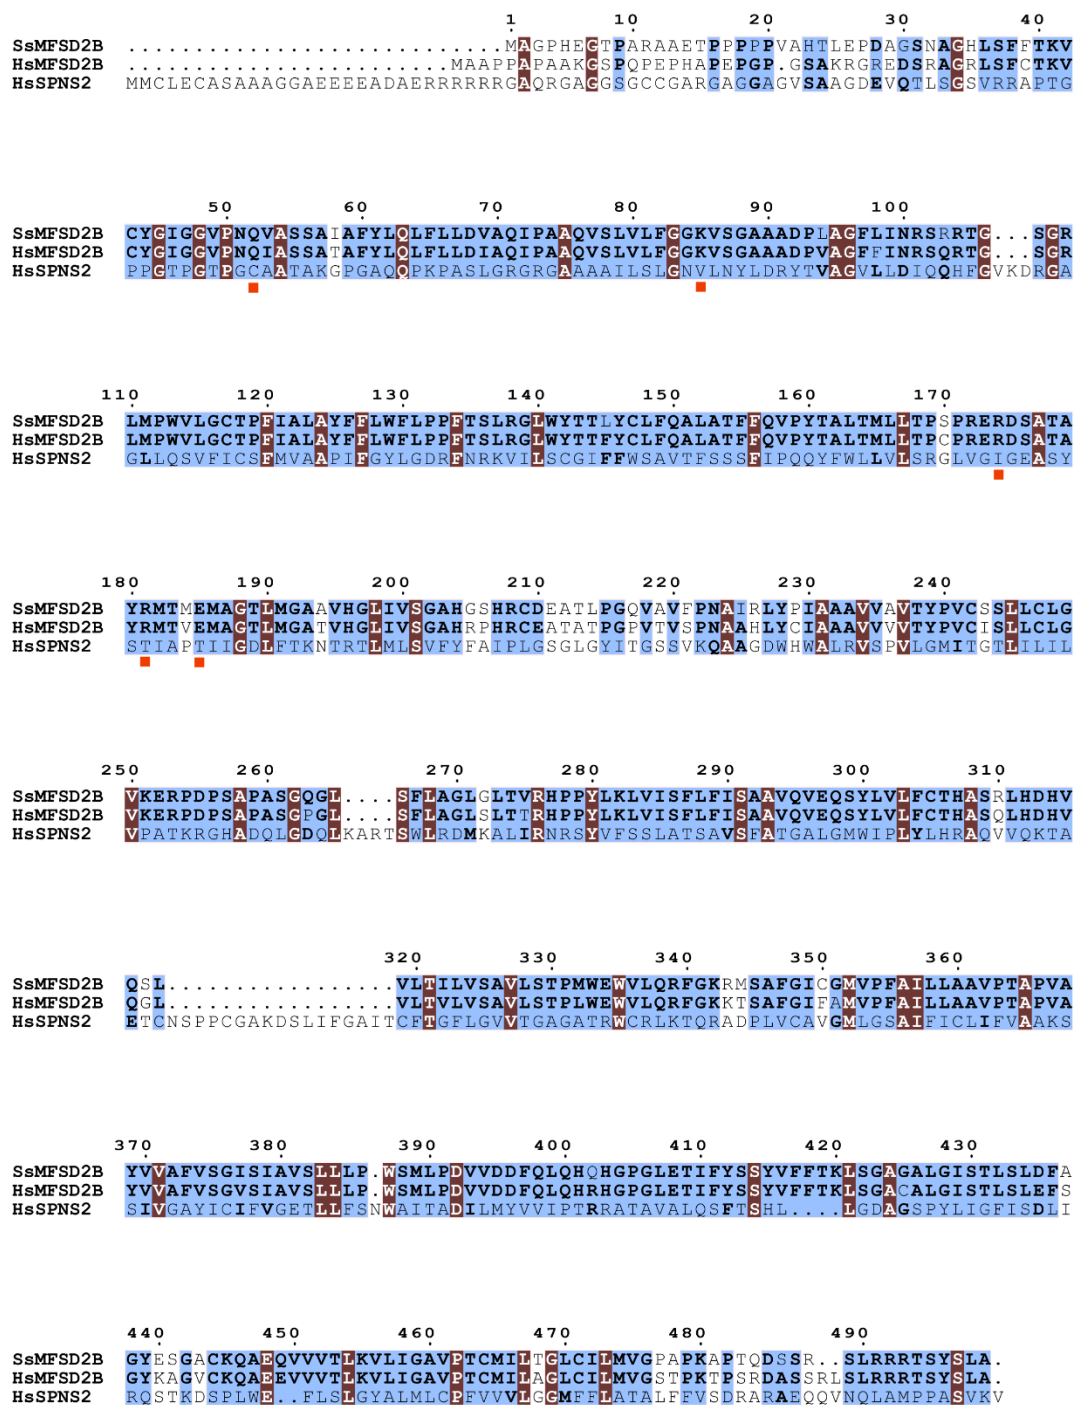 1 10 20 30 40
SsMFSD2B ............................MAGPHEGTPARAAETPPPPPVAHTLEPDAGSNAGHLSFFTKV
HsMFSD2B ........................MAAPPAPAAKGSPQPEPHAPEPGP.GSAKRGREDSRAGRLSFCTKV
HsSPNS2 MMCLECASAAAGGAEEEEADAERRRRRRGAQRGAGGSGCCGARGAGGAGVSAAGDEVQTLSGSVRRAPTG
50 60 70 80 90 100
SsMFSD2B CYGIGGVPNQVASSAIAFYLQLFLLDVAQIPAAQVSLVLFGGKVSGAAADPLAGFLINRSRRTG...SGR
HsMFSD2B CYGIGGVPNQIASSATAFYLQLFLLDIAQIPAAQVSLVLFGGKVSGAAADPVAGFFINRSQRTG...SGR
HsSPNS2 PPGTPGTPGCAATAKGPGAQQPKPASLGRGRGAAAAILSLGNVLNYLDRYTVAGVLLDIQQHFGVKDRGA
110 120 130 140 150 160 170
SsMFSD2B LMPWVLGCTPFIALAYFFLWFLPPFTSLRGLWYTTLYCLFQALATFFQVPYTALTMLLTPSPRERDSATA
HsMFSD2B LMPWVLGCTPFIALAYFFLWFLPPFTSLRGLWYTTFYCLFQALATFFQVPYTALTMLLTPCPRERDSATA
HsSPNS2 GLLQSVFICSFMVAAPIFGYLGDRFNRKVILSCGIFFWSAVTFSSSFIPQQYFWLLVLSRGLVGIGEASY
180 190 200 210 220 230 240
SsMFSD2B YRMTMEMAGTLMGAAVHGLIVSGAHGSHRCDEATLPGQVAVFPNAIRLYPIAAAVVAVTYPVCSSLLCLG
HsMFSD2B YRMTVEMAGTLMGATVHGLIVSGAHRPHRCEATATPGPVTVSPNAAHLYCIAAAVVVVTYPVCISLLCLG
HsSPNS2 STIAPTIIGDLFTKNTRTLMLSVFYFAIPLGSGLGYITGSSVKQAAGDWHWALRVSPVLGMITGTLILIL
250 260 270 280 290 300 310
SsMFSD2B VKERPDPSAPASGQGL....SFLAGLGLTVRHPPYLKLVISFLFISAAVQVEQSYLVLFCTHASRLHDHV
HsMFSD2B VKERPDPSAPASGPGL....SFLAGLSLTTRHPPYLKLVISFLFISAAVQVEQSYLVLFCTHASQLHDHV
HsSPNS2 VPATKRGHADQLGDQLKARTSWLRDMKALIRNRSYVFSSLATSAVSFATGALGMWIPLYLHRAQVVQKTA
320 330 340 350 360
SsMFSD2B QSL.................VLTILVSAVLSTPMWEWVLQRFGKRMSAFGICGMVPFAILLAAVPTAPVA
HsMFSD2B QGL.................VLTVLVSAVLSTPLWEWVLQRFGKKTSAFGIFAMVPFAILLAAVPTAPVA
HsSPNS2 ETCNSPPCGAKDSLIFGAITCFTGFLGVVTGAGATRWCRLKTQRADPLVCAVGMLGSAIFICLIFVAAKS
370 380 390 400 410 420 430
SsMFSD2B YVVAFVSGISIAVSLLLP.WSMLPDVVDDFQLQHQHGPGLETIFYSSYVFFTKLSGAGALGISTLSLDFA
HsMFSD2B YVVAFVSGVSIAVSLLLP.WSMLPDVVDDFQLQHRHGPGLETIFYSSYVFFTKLSGACALGISTLSLEFS
HsSPNS2 SIVGAYICIFVGETLLFSNWAITADILMYVVIPTRRATAVALQSFTSHL....LGDAGSPYLIGFISDLI
440 450 460 470 480 490
SsMFSD2B GYESGACKQAEQVVVTLKVLIGAVPTCMILTGLCILMVGPAPKAPTQDSSR..SLRRRTSYSLA.
HsMFSD2B GYKAGVCKQAEEVVVTLKVLIGAVPTCMILAGLCILMVGSTPKTPSRDASSRLSLRRRTSYSLA.
HsSPNS2 RQSTKDSPLWE..FLSLGYALMLCPFVVVLGGMFFLATALFFVSDRARAEQQVNQLAMPPASVKV